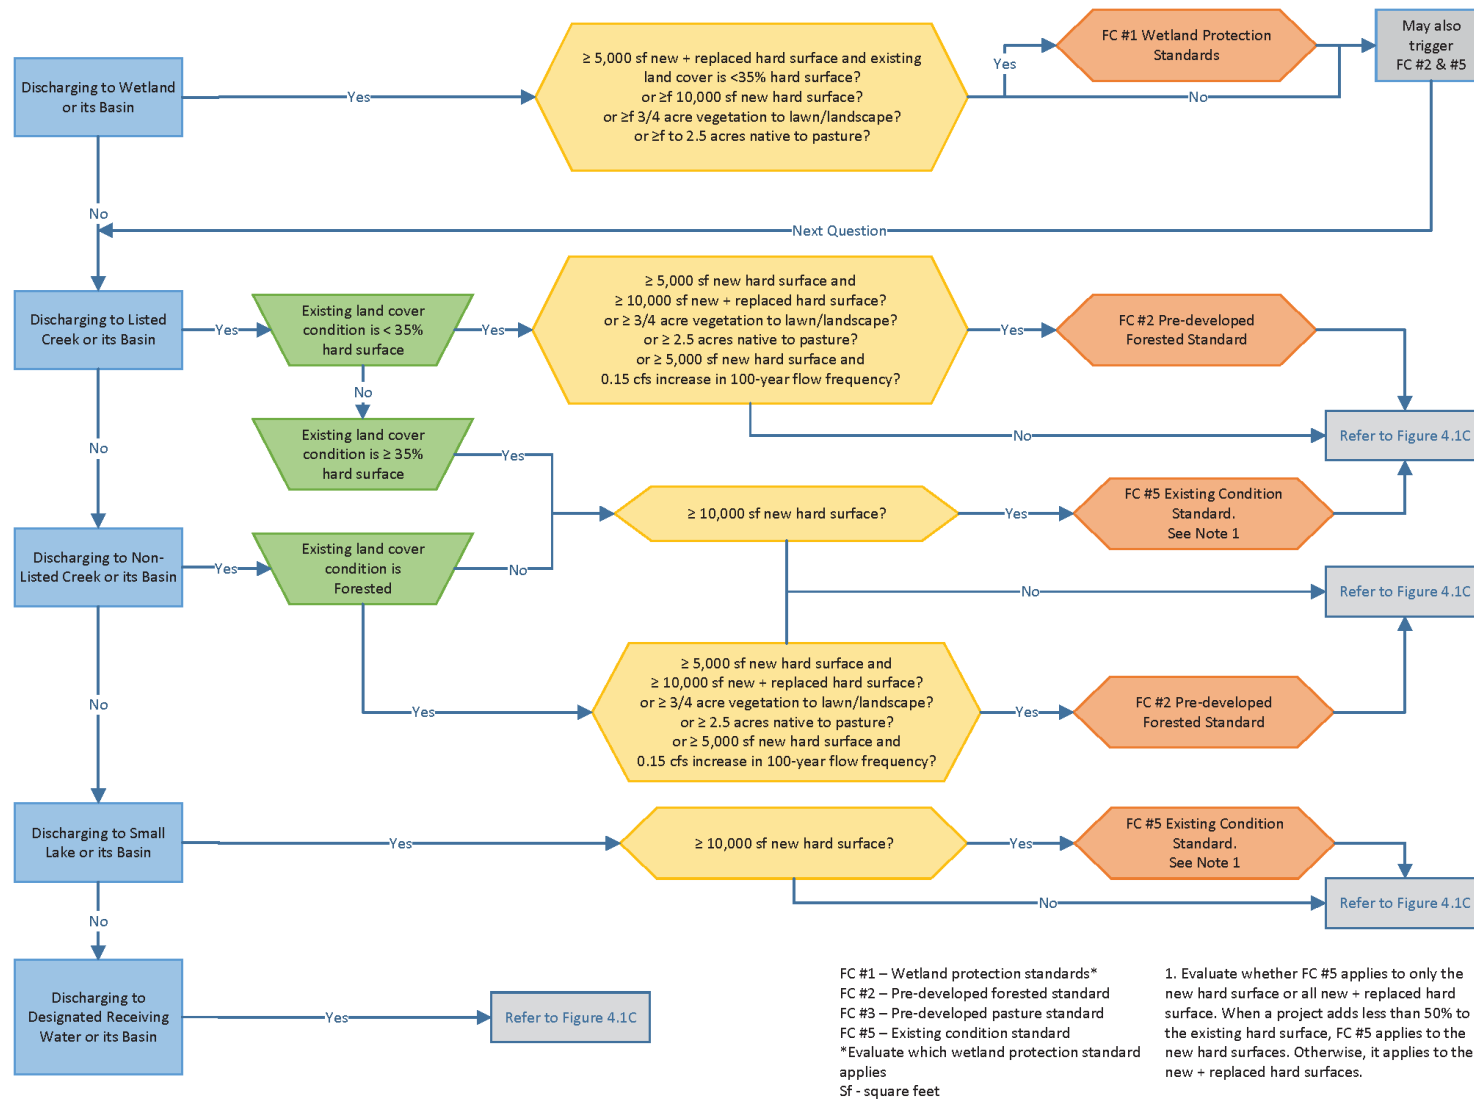 Discharging to Wetland
or its Basin
Yes
≥ 5,000 sf new + replaced hard surface and existing
land cover is <35% hard surface?
or ≥f 10,000 sf new hard surface?
or ≥f 3/4 acre vegetation to lawn/landscape?
or ≥f to 2.5 acres native to pasture?
Yes
No
FC #1 Wetland Protection
Standards
May also
trigger
FC #2 & #5
No
Next Question
Discharging to Listed
Creek or its Basin
Yes
Existing land cover
condition is < 35%
hard surface
Yes
≥ 5,000 sf new hard surface and
≥ 10,000 sf new + replaced hard surface?
or ≥ 3/4 acre vegetation to lawn/landscape?
or ≥ 2.5 acres native to pasture?
or ≥ 5,000 sf new hard surface and
0.15 cfs increase in 100-year flow frequency?
Yes
FC #2 Pre-developed
Forested Standard
No
No
Refer to Figure 4.1C
No
Existing land cover
condition is ≥ 35%
hard surface
Yes
≥ 10,000 sf new hard surface?
Yes
FC #5 Existing Condition
Standard.
See Note 1
Discharging to Non-
Listed Creek or its Basin
Yes
Existing land cover
condition is
Forested
No
No
Refer to Figure 4.1C
Yes
≥ 5,000 sf new hard surface and
≥ 10,000 sf new + replaced hard surface?
or ≥ 3/4 acre vegetation to lawn/landscape?
or ≥ 2.5 acres native to pasture?
or ≥ 5,000 sf new hard surface and
0.15 cfs increase in 100-year flow frequency?
Yes
FC #2 Pre-developed
Forested Standard
No
Discharging to Small
Lake or its Basin
Yes
≥ 10,000 sf new hard surface?
Yes
FC #5 Existing Condition
Standard.
See Note 1
No
Refer to Figure 4.1C
No
Discharging to
Designated Receiving
Water or its Basin
Yes
Refer to Figure 4.1C
FC #1 – Wetland protection standards*
FC #2 – Pre-developed forested standard
FC #3 – Pre-developed pasture standard
FC #5 – Existing condition standard
*Evaluate which wetland protection standard
applies
Sf - square feet
1. Evaluate whether FC #5 applies to only the
new hard surface or all new + replaced hard
surface. When a project adds less than 50% to
the existing hard surface, FC #5 applies to the
new hard surfaces. Otherwise, it applies to the
new + replaced hard surfaces.